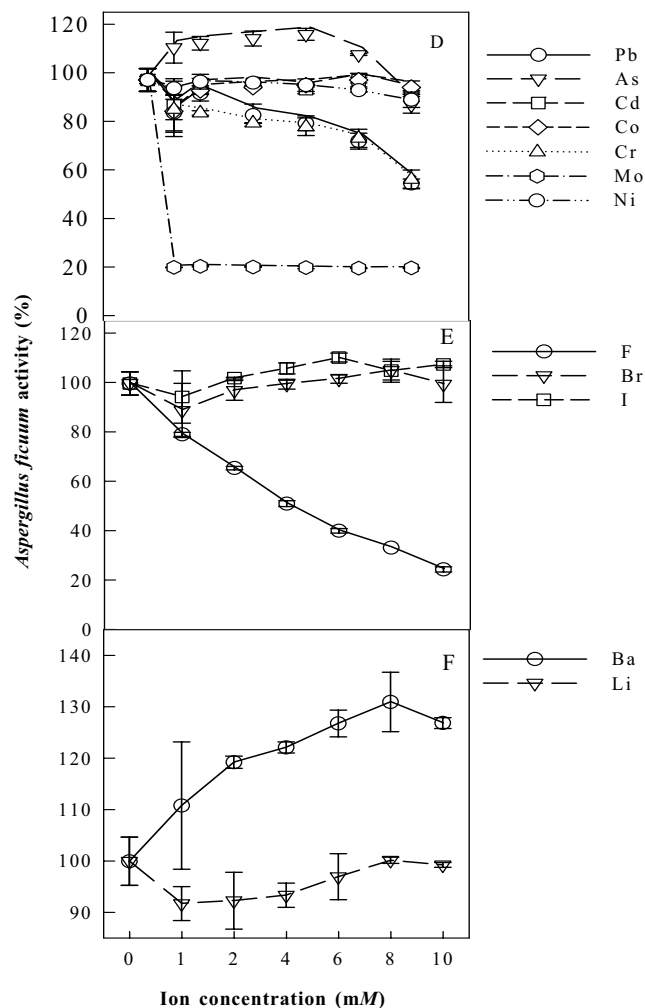 120
100
80
60
40
20
0
D
Pb
As
Cd
Co
Cr
Mo
Ni
Aspergillus ficuum activity (%)
120
100
80
60
40
20
0
E
F
Br
I
140
130
120
110
100
90
F
Ba
Li
0 1 2 4 6 8 10
Ion concentration (mM)